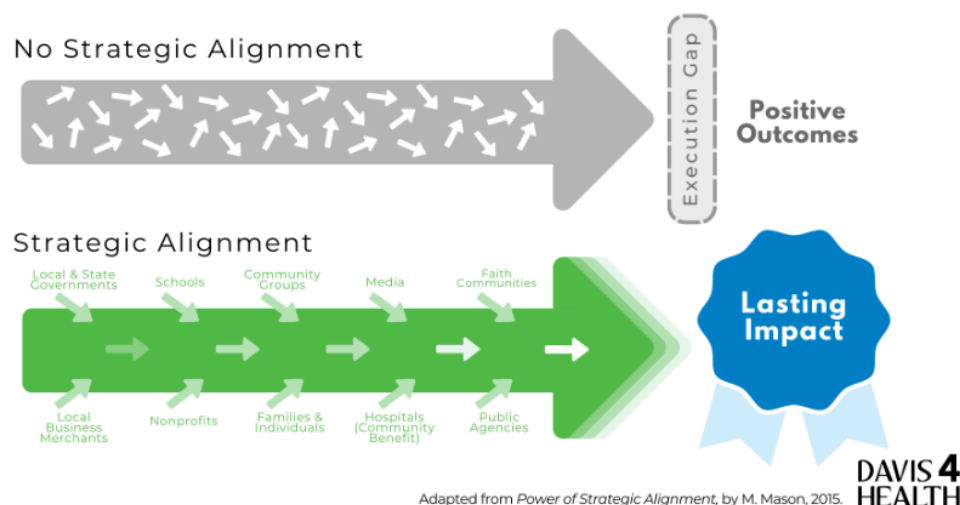 No Strategic Alignment
Execution Gap
Positive
Outcomes
Strategic Alignment
Local & State
Governments
Schools
Community
Groups
Media
Faith
Communities
Local
Business
Merchants
Nonprofits
Families &
Individuals
Hospitals
(Community
Benefit)
Public
Agencies
Lasting
Impact
Adapted from Power of Strategic Alignment, by M. Mason, 2015.
DAVIS 4
HEALTH